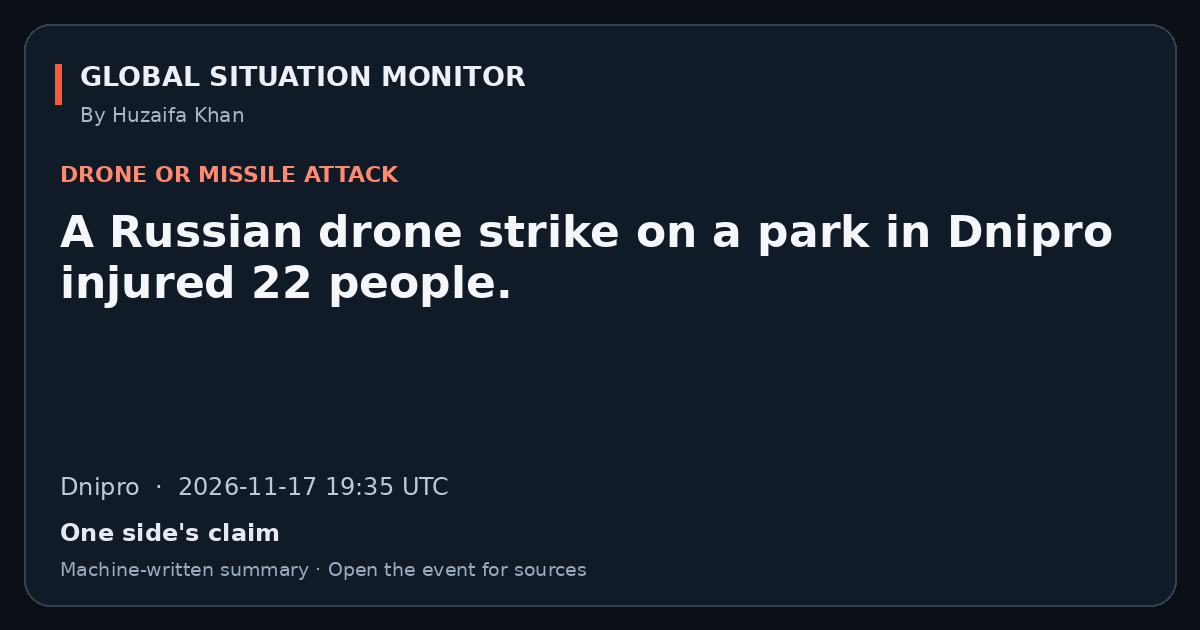 GLOBAL SITUATION MONITOR
By Huzaifa Khan
DRONE OR MISSILE ATTACK
A Russian drone strike on a park in Dnipro
injured 22 people.
Dnipro · 2026-11-17 19:35 UTC
One side's claim
Machine-written summary · Open the event for sources